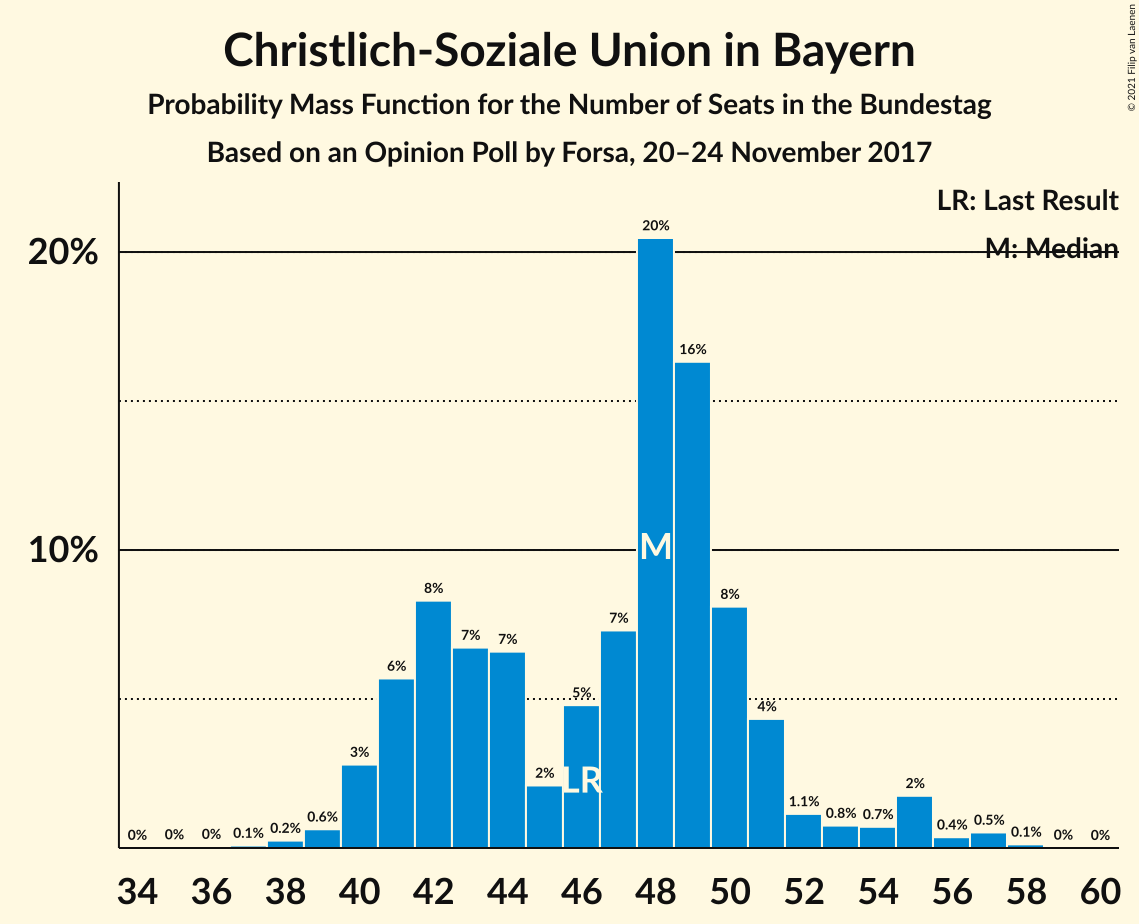 Christlich-Soziale Union in Bayern
Probability Mass Function for the Number of Seats in the Bundestag
Based on an Opinion Poll by Forsa, 20–24 November 2017
© 2021 Filip van Laenen
LR: Last Result
M: Median
20%
10%
0% 0% 0% 0.1% 0.2% 0.6% 3% 6% 8% 7% 7% 2% 5% 7% 20% 16% 8% 4% 1.1% 0.8% 0.7% 2% 0.4% 0.5% 0.1% 0% 0%
M
LR
34 36 38 40 42 44 46 48 50 52 54 56 58 60